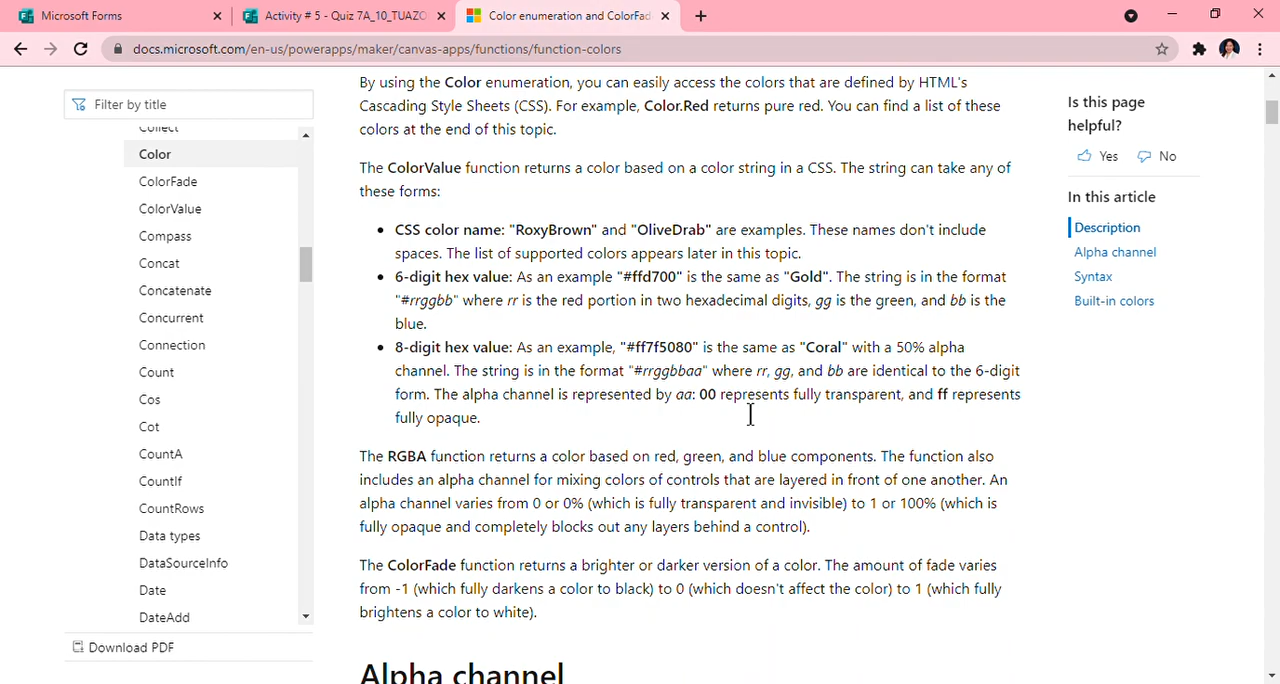 Microsoft Forms
Activity # 5 - Quiz 7A_10_TUAZO
Color enumeration and ColorFad
docs.microsoft.com/en-us/powerapps/maker/canvas-apps/functions/function-colors
Filter by title
Collect
Color
ColorFade
ColorValue
Compass
Concat
Concatenate
Concurrent
Connection
Count
Cos
Cot
CountA
CountIf
CountRows
Data types
DataSourceInfo
Date
DateAdd
Download PDF
By using the Color enumeration, you can easily access the colors that are defined by HTML's
Cascading Style Sheets (CSS). For example, Color.Red returns pure red. You can find a list of these
colors at the end of this topic.
The ColorValue function returns a color based on a color string in a CSS. The string can take any of
these forms:
• CSS color name: "RoxyBrown" and "OliveDrab" are examples. These names don't include
spaces. The list of supported colors appears later in this topic.
• 6-digit hex value: As an example "#ffd700" is the same as "Gold". The string is in the format
"#rrggbb" where rr is the red portion in two hexadecimal digits, gg is the green, and bb is the
blue.
• 8-digit hex value: As an example, "#ff7f5080" is the same as "Coral" with a 50% alpha
channel. The string is in the format "#rrggbbaa" where rr, gg, and bb are identical to the 6-digit
form. The alpha channel is represented by aa: 00 represents fully transparent, and ff represents
fully opaque.
The RGBA function returns a color based on red, green, and blue components. The function also
includes an alpha channel for mixing colors of controls that are layered in front of one another. An
alpha channel varies from 0 or 0% (which is fully transparent and invisible) to 1 or 100% (which is
fully opaque and completely blocks out any layers behind a control).
The ColorFade function returns a brighter or darker version of a color. The amount of fade varies
from -1 (which fully darkens a color to black) to 0 (which doesn't affect the color) to 1 (which fully
brightens a color to white).
Alpha channel
Is this page
helpful?
Yes No
In this article
Description
Alpha channel
Syntax
Built-in colors